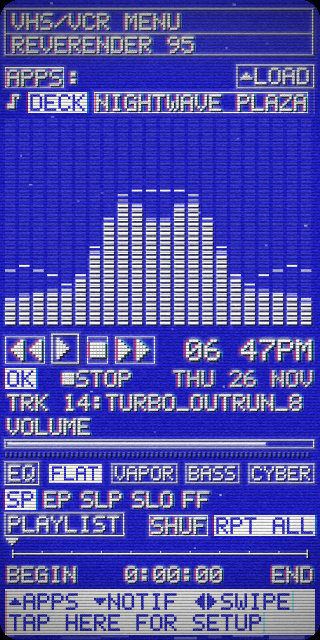 VHS/VCR MENU
REVERENDER 95
APPS: LOAD
DECK NIGHTWAVE PLAZA
06 47PM
OK STOP THU 26 NOV
TRK 14:TURBO_OUTRUN_8
VOLUME
EQ FLAT VAPOR BASS CYBER
SP EP SLP SLO FF
PLAYLIST SHUF RPT ALL
BEGIN 0:00:00 END
APPS NOTIF SWIPE
TAP HERE FOR SETUP